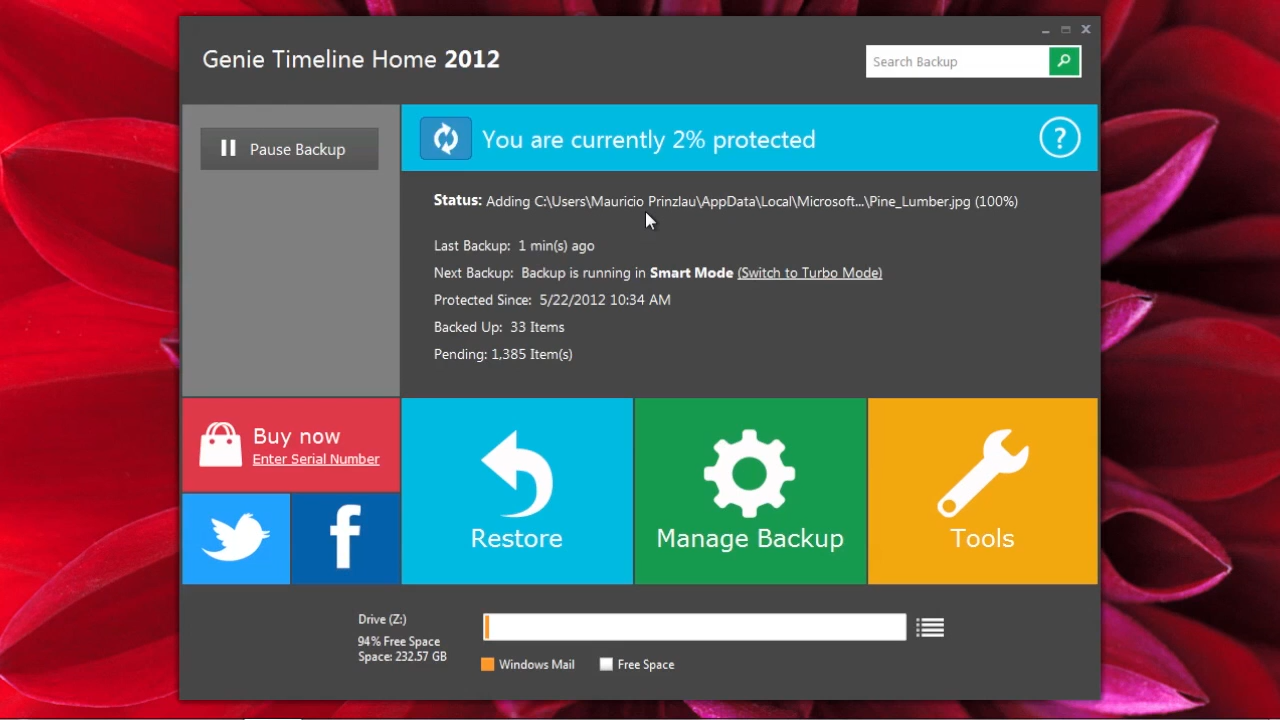 Genie Timeline Home 2012
Search Backup
Pause Backup
You are currently 2% protected
?
Status: Adding C:\Users\Mauricio Prinzlau\AppData\Local\Microsoft...\Pine_Lumber.jpg (100%)
Last Backup: 1 min(s) ago
Next Backup: Backup is running in Smart Mode (Switch to Turbo Mode)
Protected Since: 5/22/2012 10:34 AM
Backed Up: 33 Items
Pending: 1,385 Item(s)
Buy now
Enter Serial Number
f
Restore
Manage Backup
Tools
Drive (Z:)
94% Free Space
Space: 232.57 GB
Windows Mail
Free Space